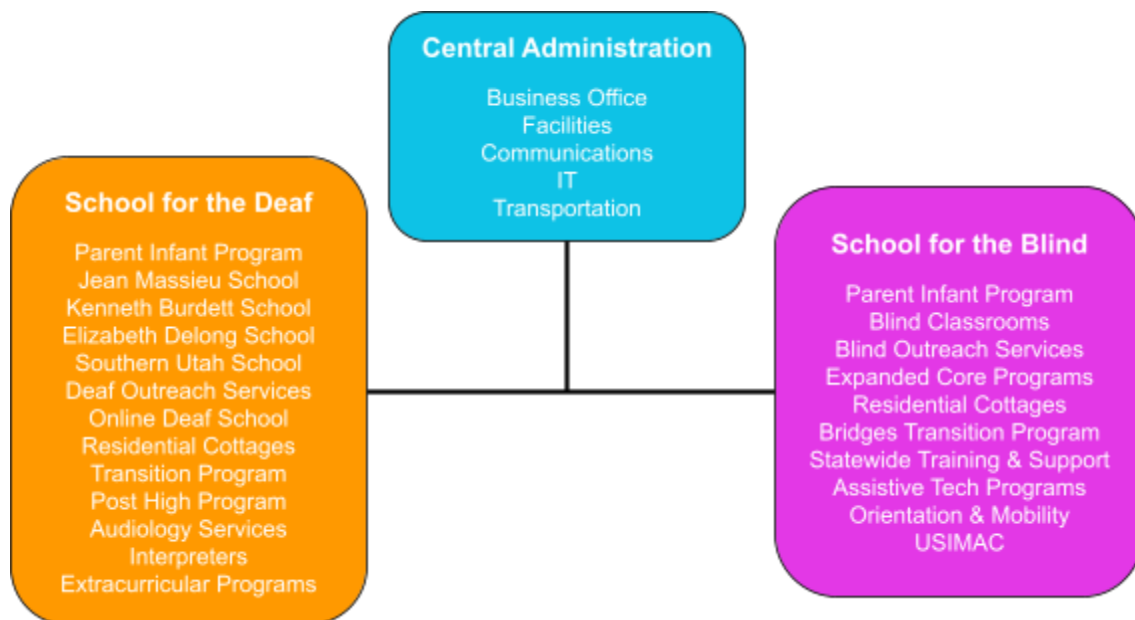 Central Administration
Business Office
Facilities
Communications
IT
Transportation
School for the Deaf
Parent Infant Program
Jean Massieu School
Kenneth Burdett School
Elizabeth Delong School
Southern Utah School
Deaf Outreach Services
Online Deaf School
Residential Cottages
Transition Program
Post High Program
Audiology Services
Interpreters
Extracurricular Programs
School for the Blind
Parent Infant Program
Blind Classrooms
Blind Outreach Services
Expanded Core Programs
Residential Cottages
Bridges Transition Program
Statewide Training & Support
Assistive Tech Programs
Orientation & Mobility
USIMAC